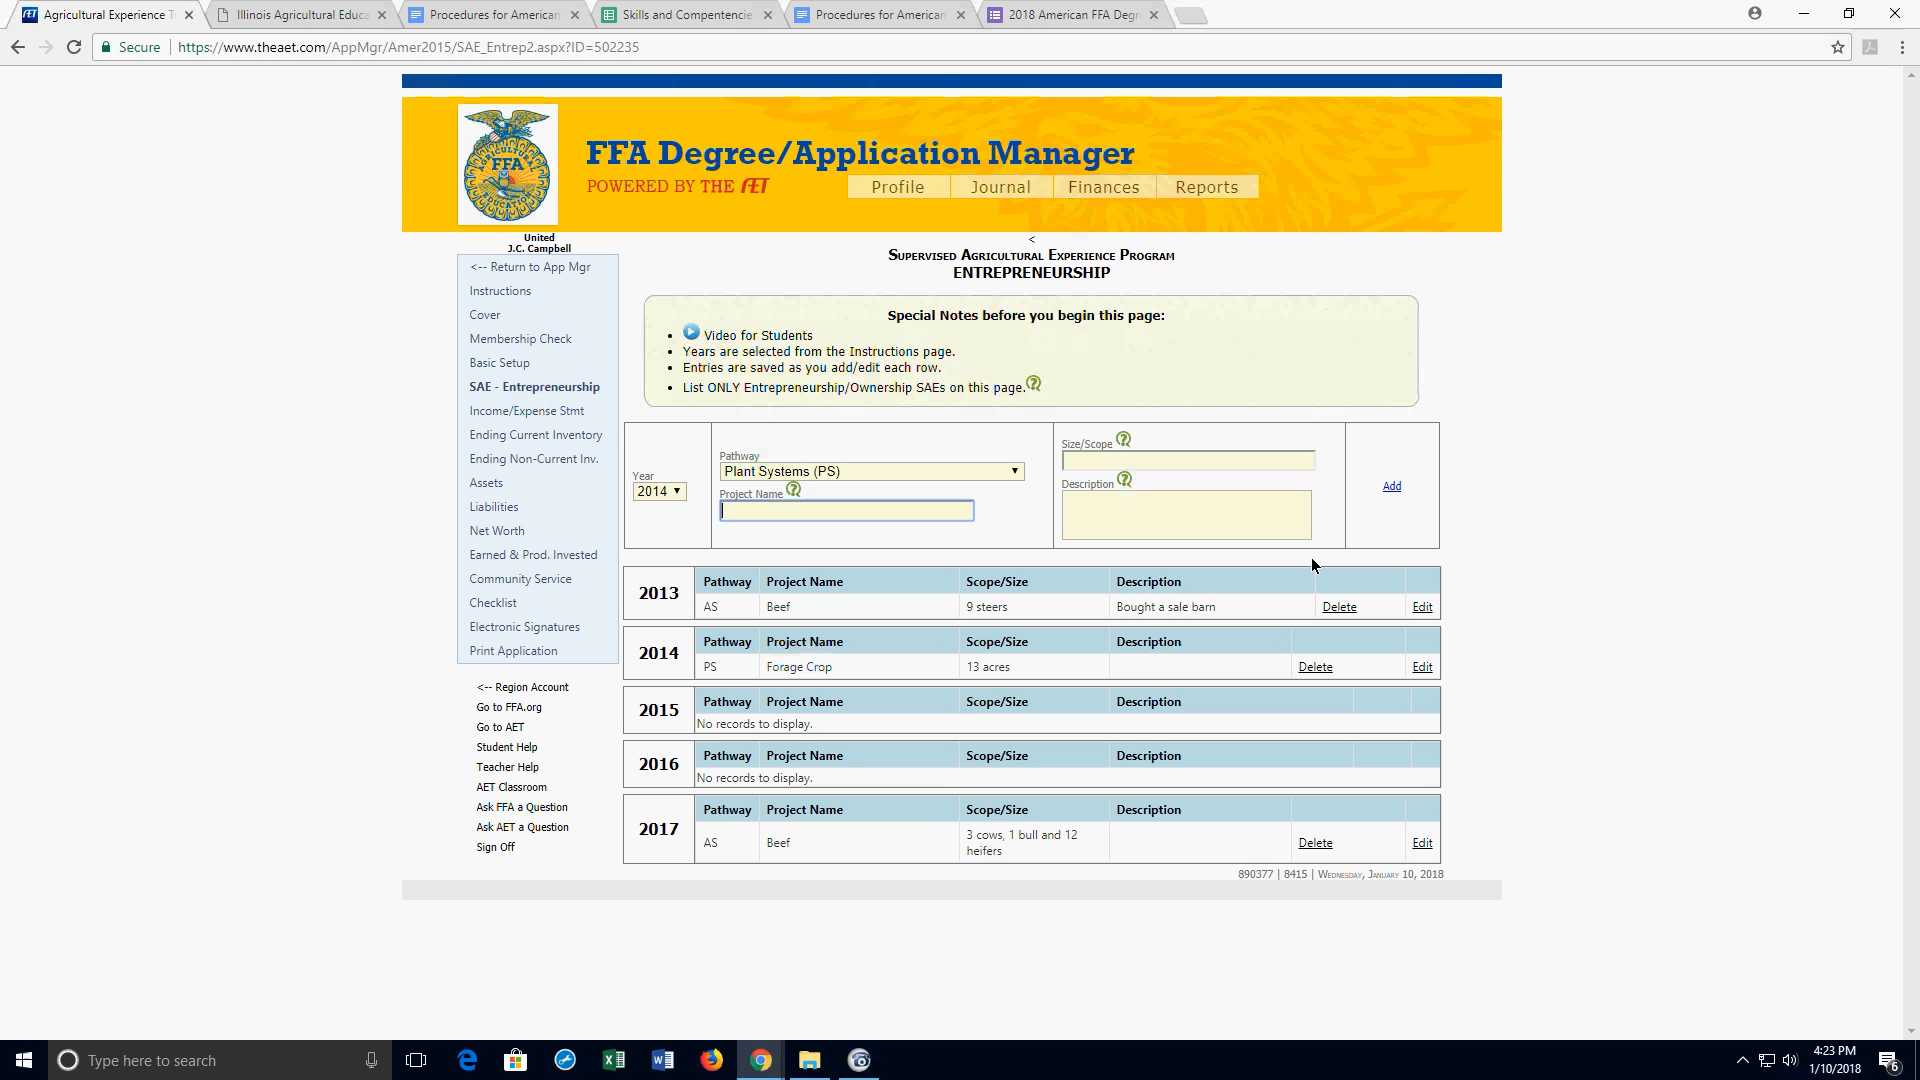 Agricultural Experience T
Illinois Agricultural Educa
Procedures for American
Skills and Competencie
Procedures for American
2018 American FFA Degr
Secure
https://www.theaet.com/AppMgr/Amer2015/SAE_Entrep2.aspx?ID=502235
FFA
AGRICULTURAL EDUCATION
FFA Degree/Application Manager
POWERED BY THE AET
Profile
Journal
Finances
Reports
United
J.C. Campbell
<-- Return to App Mgr
Instructions
Cover
Membership Check
Basic Setup
SAE - Entrepreneurship
Income/Expense Stmt
Ending Current Inventory
Ending Non-Current Inv.
Assets
Liabilities
Net Worth
Earned & Prod. Invested
Community Service
Checklist
Electronic Signatures
Print Application
<-- Region Account
Go to FFA.org
Go to AET
Student Help
Teacher Help
AET Classroom
Ask FFA a Question
Ask AET a Question
Sign Off
<
Supervised Agricultural Experience Program
ENTREPRENEURSHIP
Special Notes before you begin this page:
• Video for Students
• Years are selected from the Instructions page.
• Entries are saved as you add/edit each row.
• List ONLY Entrepreneurship/Ownership SAEs on this page.
Year
2014
Pathway
Plant Systems (PS)
Project Name
Size/Scope
Description
Add
2013
Pathway Project Name Scope/Size Description
AS Beef 9 steers Bought a sale barn Delete Edit
2014
Pathway Project Name Scope/Size Description
PS Forage Crop 13 acres Delete Edit
2015
Pathway Project Name Scope/Size Description
No records to display.
2016
Pathway Project Name Scope/Size Description
No records to display.
2017
Pathway Project Name Scope/Size Description
AS Beef 3 cows, 1 bull and 12 heifers Delete Edit
890377 | 8415 | Wednesday, January 10, 2018
Type here to search
4:23 PM
1/10/2018
6